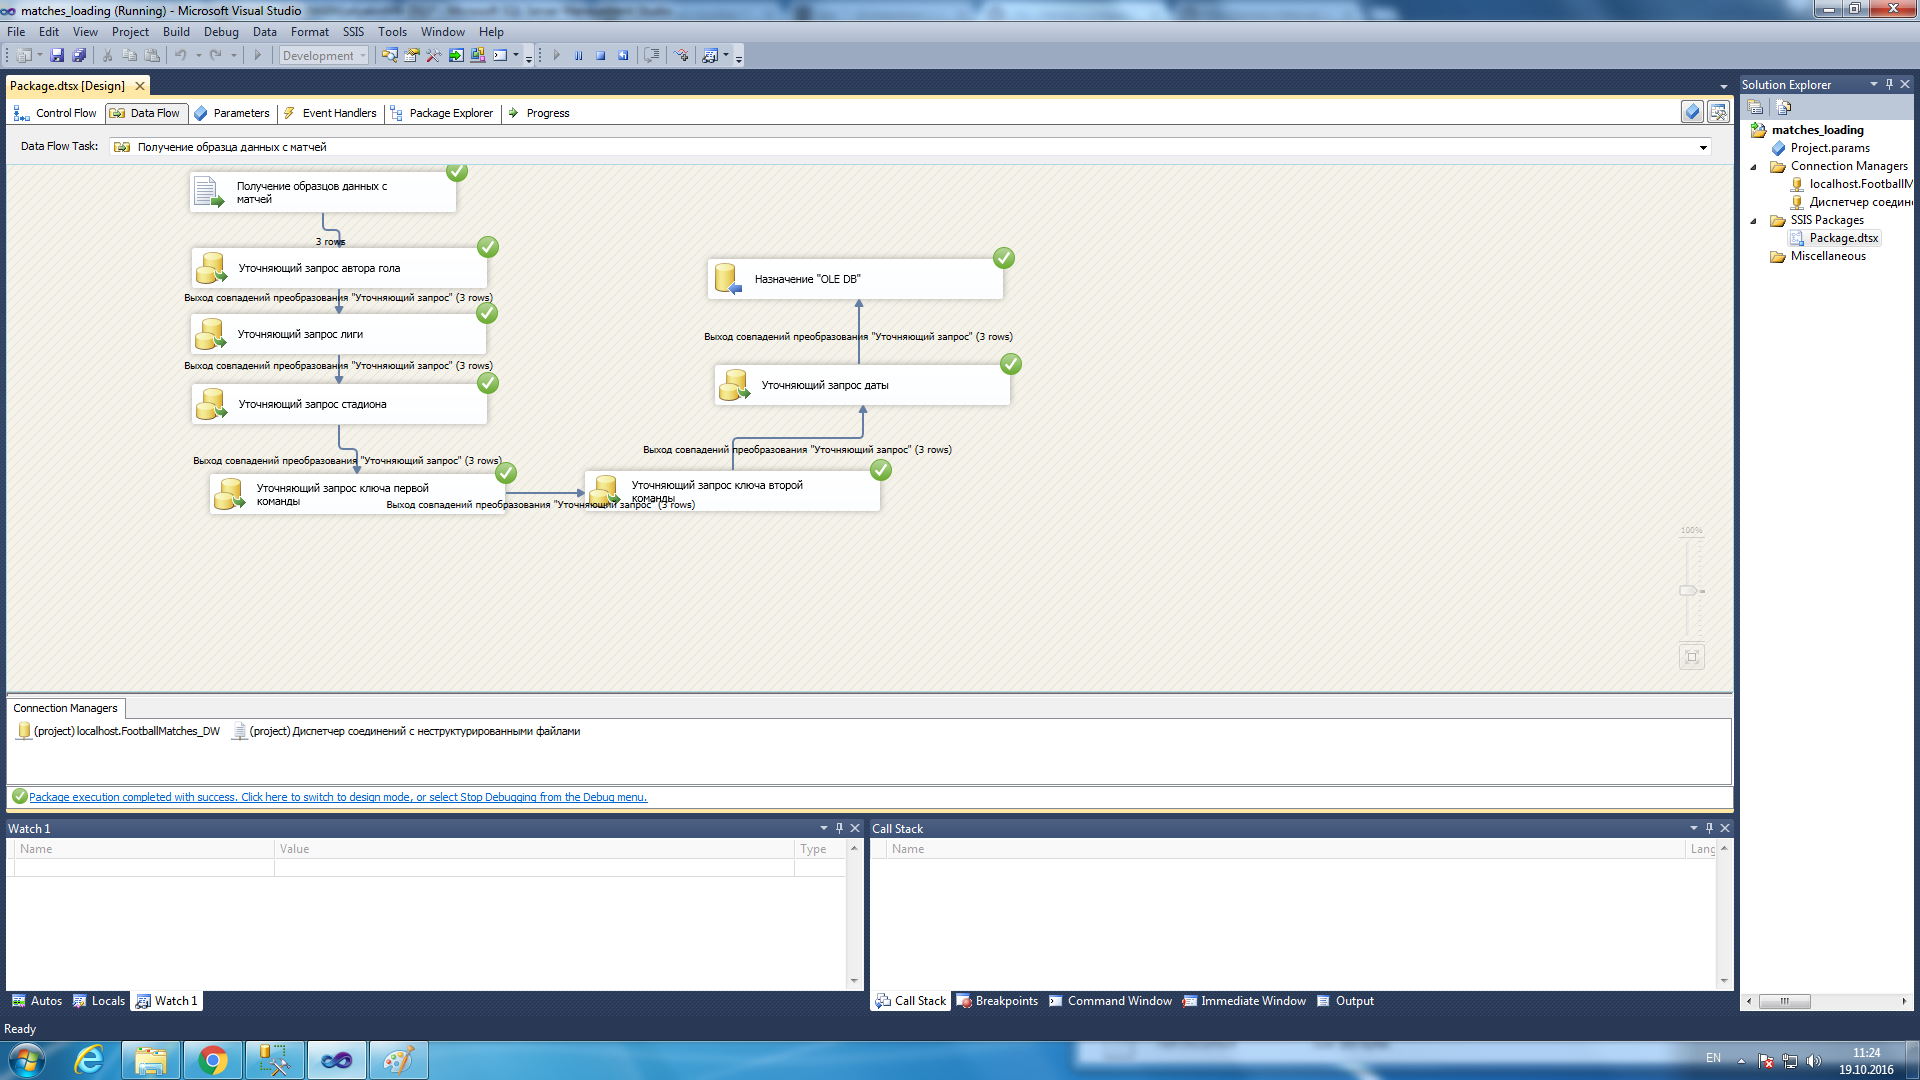 matches_loading (Running) - Microsoft Visual Studio
File Edit View Project Build Debug Data Format SSIS Tools Window Help
Development
Package.dtsx [Design]
Control Flow Data Flow Parameters Event Handlers Package Explorer Progress
Data Flow Task: Получение образца данных с матчей
Получение образцов данных с
матчей
3 rows
Уточняющий запрос автора гола
Выход совпадений преобразования "Уточняющий запрос" (3 rows)
Уточняющий запрос лиги
Выход совпадений преобразования "Уточняющий запрос" (3 rows)
Уточняющий запрос стадиона
Выход совпадений преобразования "Уточняющий запрос" (3 rows)
Уточняющий запрос ключа первой
команды
Выход совпадений преобразования "Уточняющий запрос" (3 rows)
Уточняющий запрос ключа второй
команды
Выход совпадений преобразования "Уточняющий запрос" (3 rows)
Уточняющий запрос даты
Выход совпадений преобразования "Уточняющий запрос" (3 rows)
Назначение "OLE DB"
100%
Connection Managers
(project) localhost.FootballMatches_DW (project) Диспетчер соединений с неструктурированными файлами
Package execution completed with success. Click here to switch to design mode, or select Stop Debugging from the Debug menu.
Watch 1
Name Value Type
Autos Locals Watch 1
Call Stack
Name Lang
Call Stack Breakpoints Command Window Immediate Window Output
Solution Explorer
matches_loading
Project.params
Connection Managers
localhost.FootballM
Диспетчер соедин
SSIS Packages
Package.dtsx
Miscellaneous
Ready
EN
11:24
19.10.2016